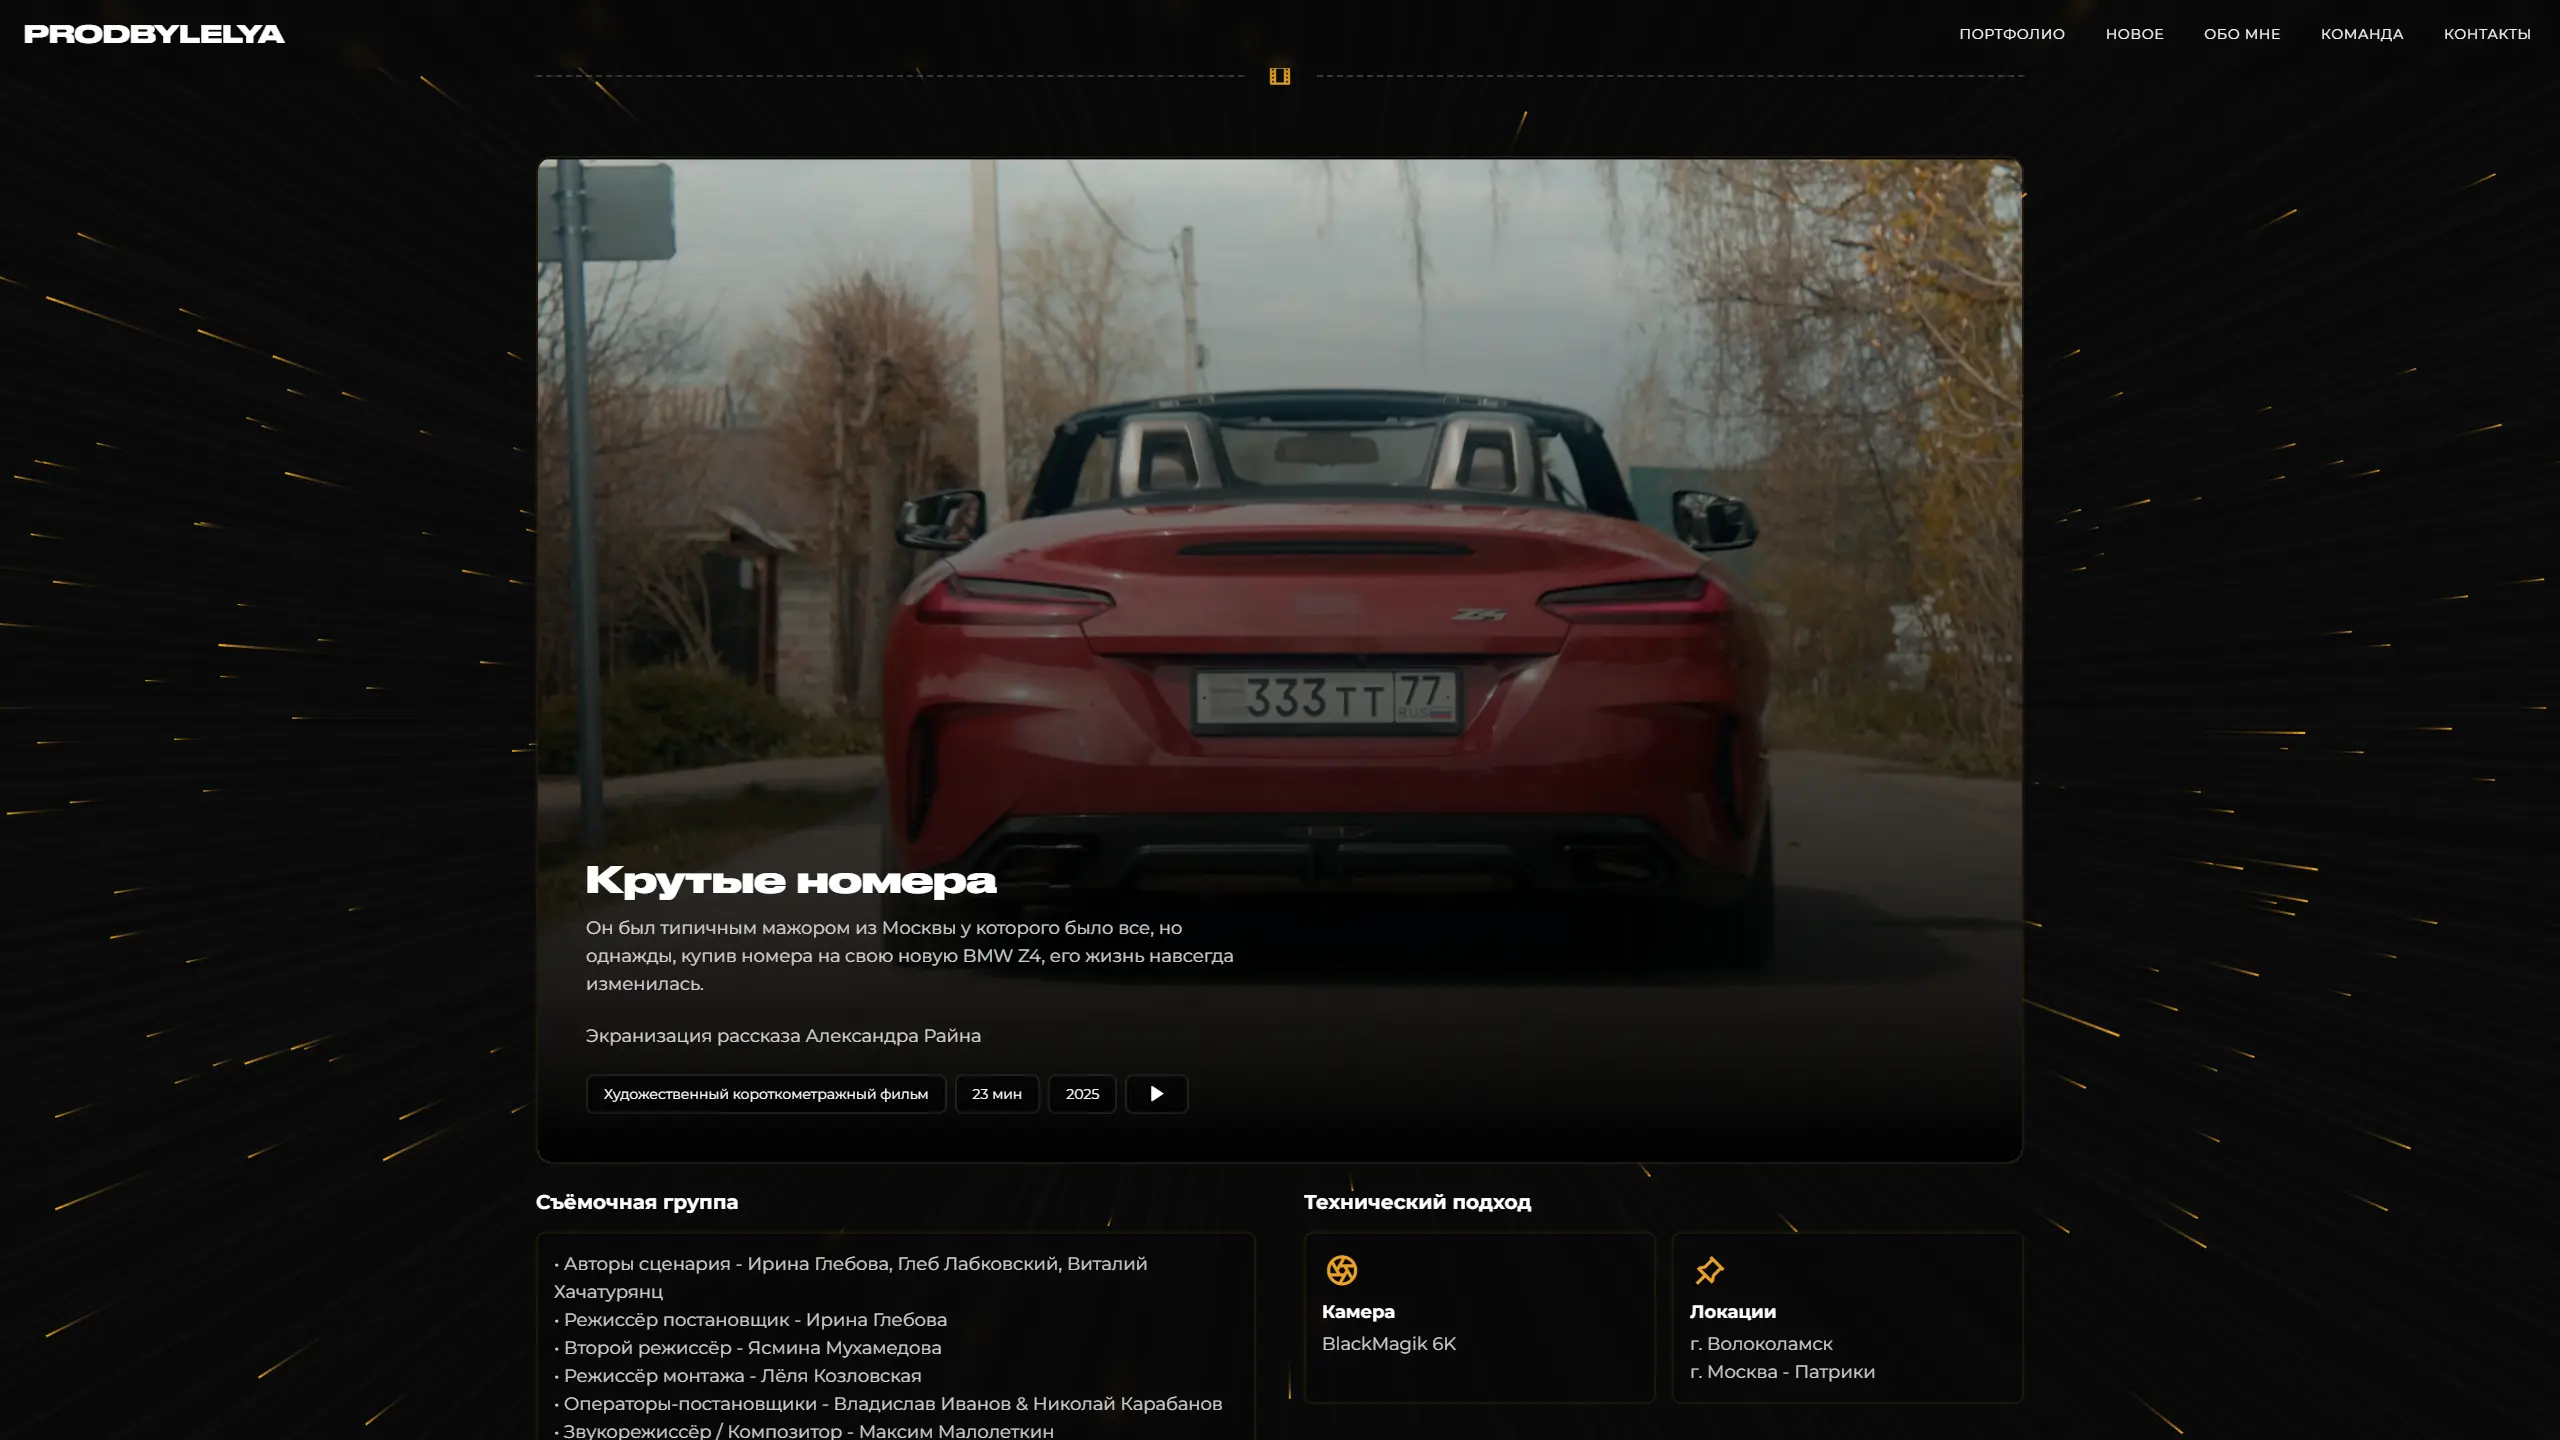 PRODBYLELYA
ПОРТФОЛИО
НОВОЕ
ОБО МНЕ
КОМАНДА
КОНТАКТЫ
Z4
333 ТТ 77
RUS
Крутые номера
Он был типичным мажором из Москвы у которого было все, но
однажды, купив номера на свою новую BMW Z4, его жизнь навсегда
изменилась.
Экранизация рассказа Александра Райна
Художественный короткометражный фильм
23 мин
2025
Съёмочная группа
• Авторы сценария - Ирина Глебова, Глеб Лабковский, Виталий
Хачатурянц
• Режиссёр постановщик - Ирина Глебова
• Второй режиссёр - Ясмина Мухамедова
• Режиссёр монтажа - Лёля Козловская
• Операторы-постановщики - Владислав Иванов & Николай Карабанов
• Звукорежиссёр / Композитор - Максим Малолеткин
Технический подход
Камера
BlackMagik 6K
Локации
г. Волоколамск
г. Москва - Патрики